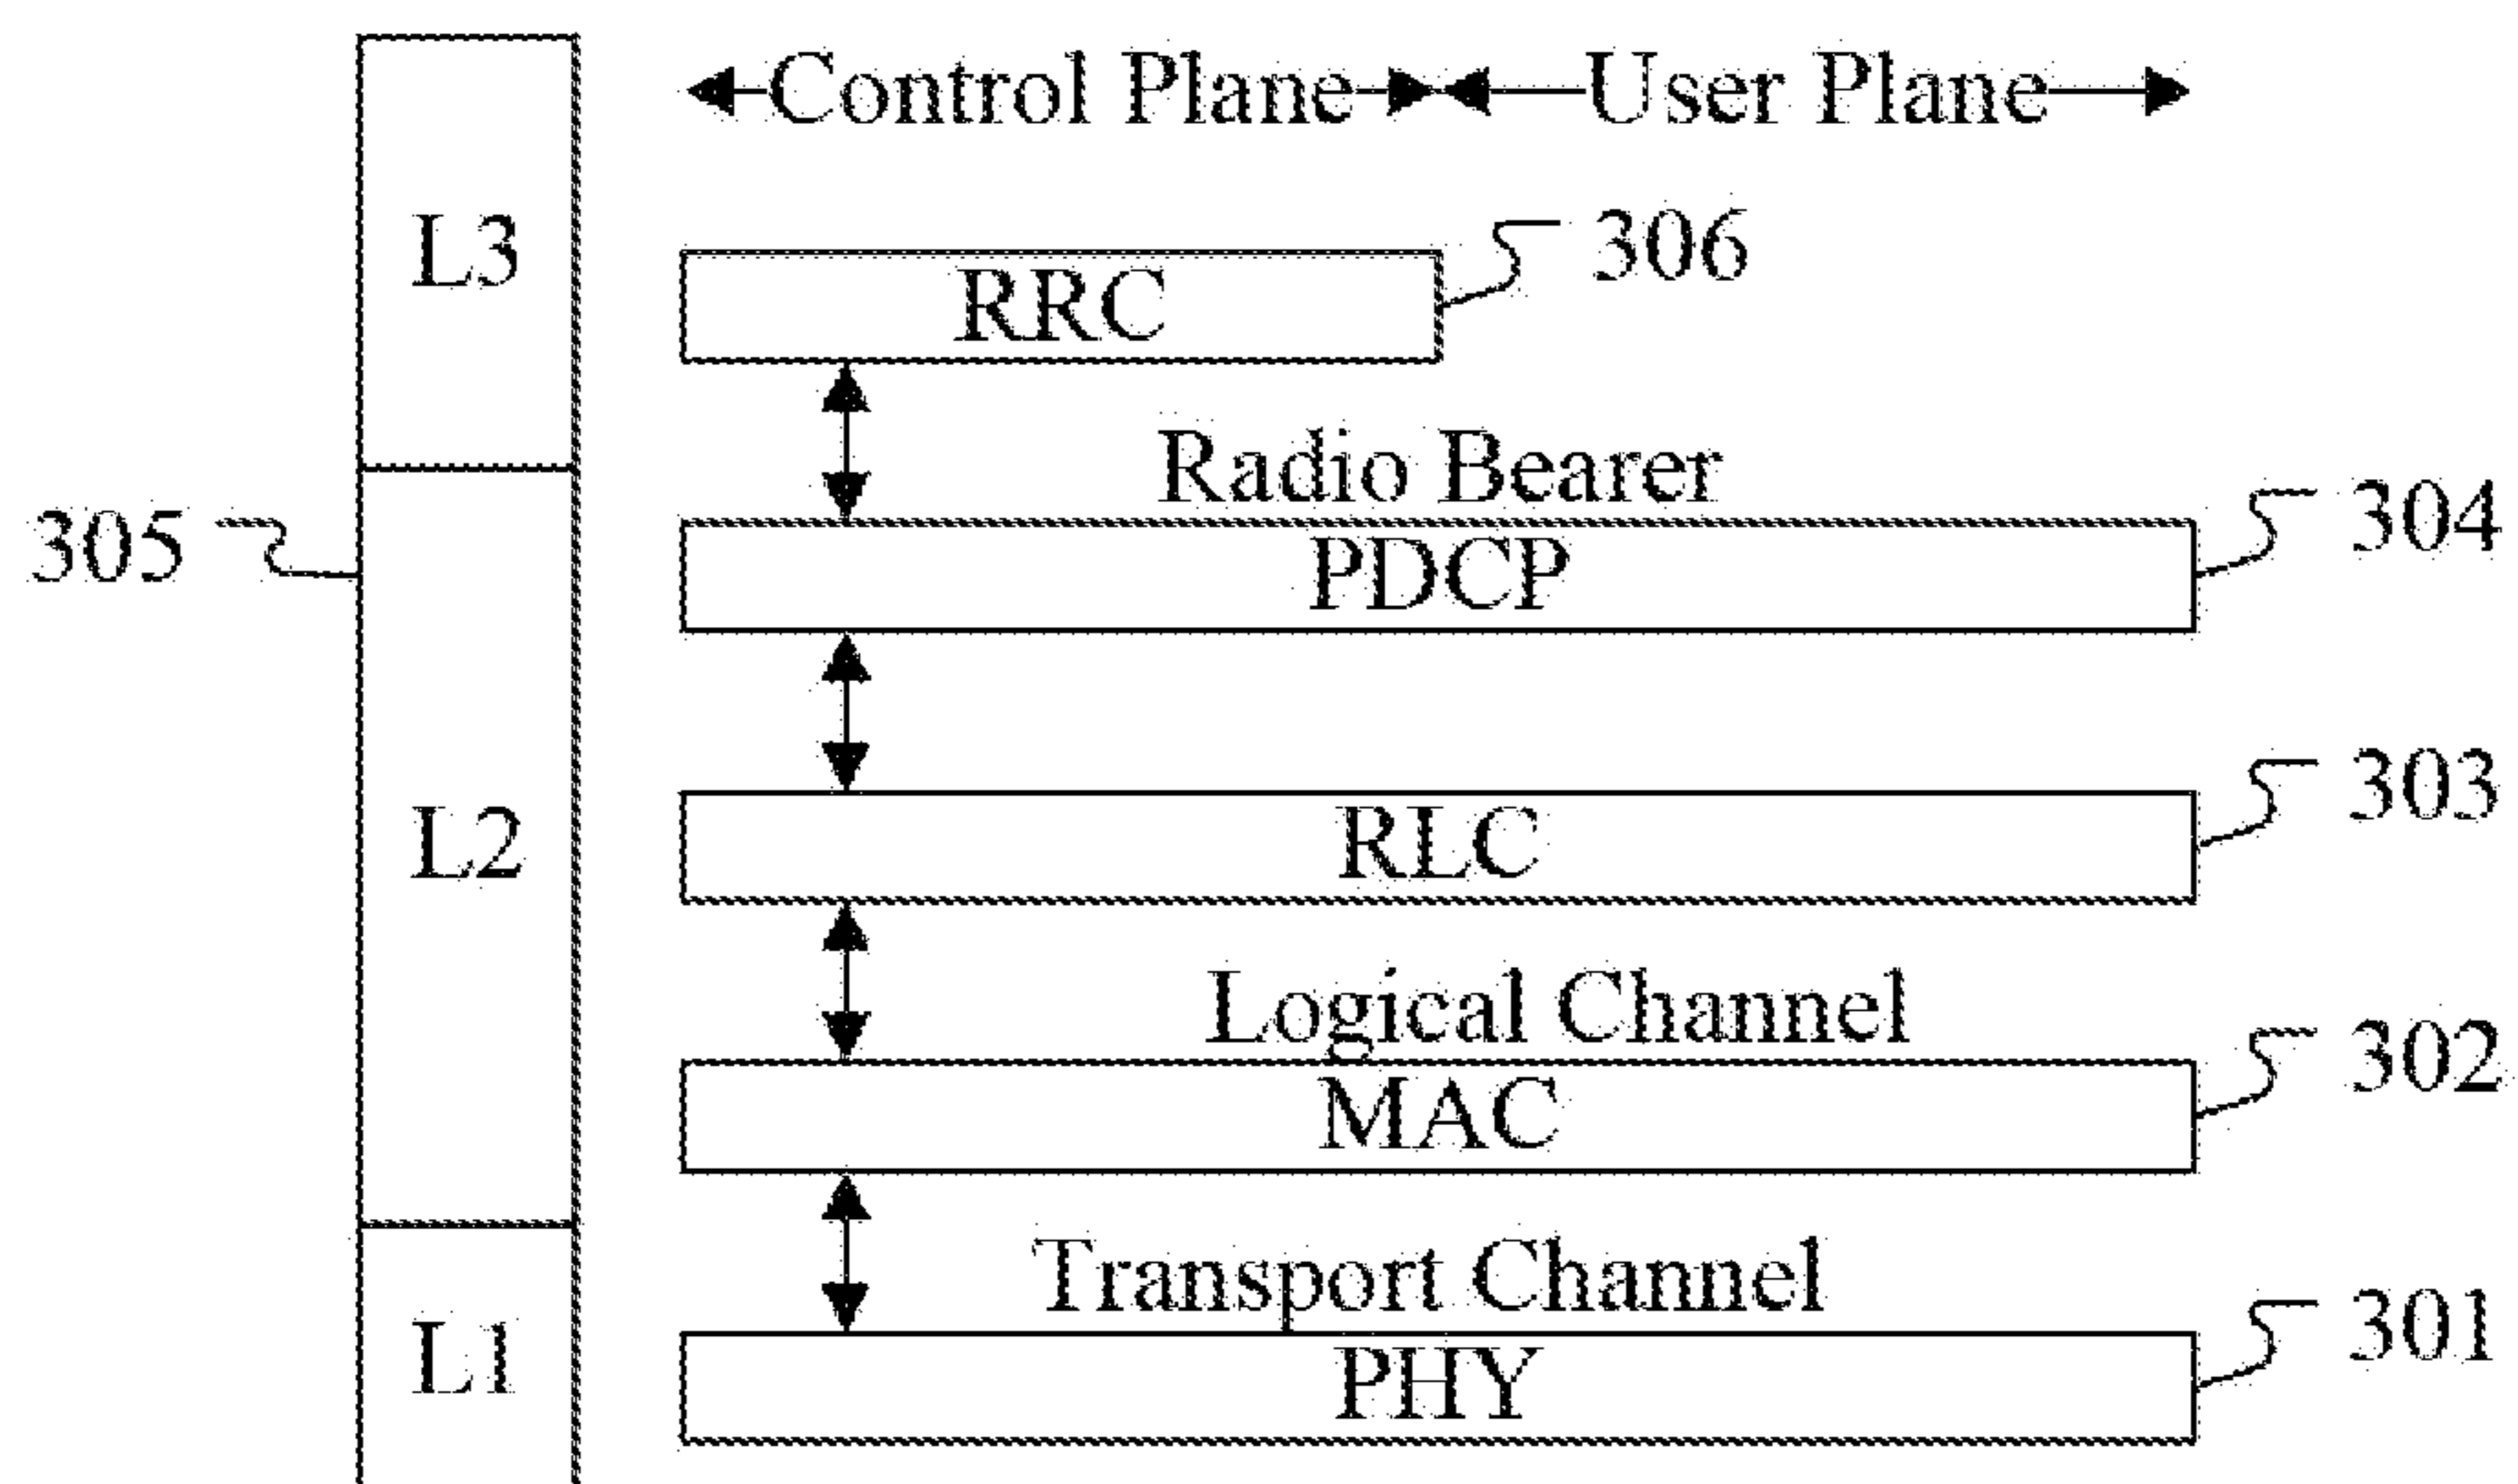 Control Plane User Plane
L3
306
RRC
Radio Bearer
305
304
PDCP
303
L2
RLC
Logical Channel
302
MAC
Transport Channel
301
L1
PHY